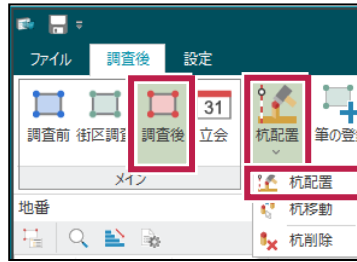 ファイル 調査後 設定
31
調査前 街区調 調査後 立会 杭配置 筆の登
メイン
杭配置
地番
杭移動
杭削除